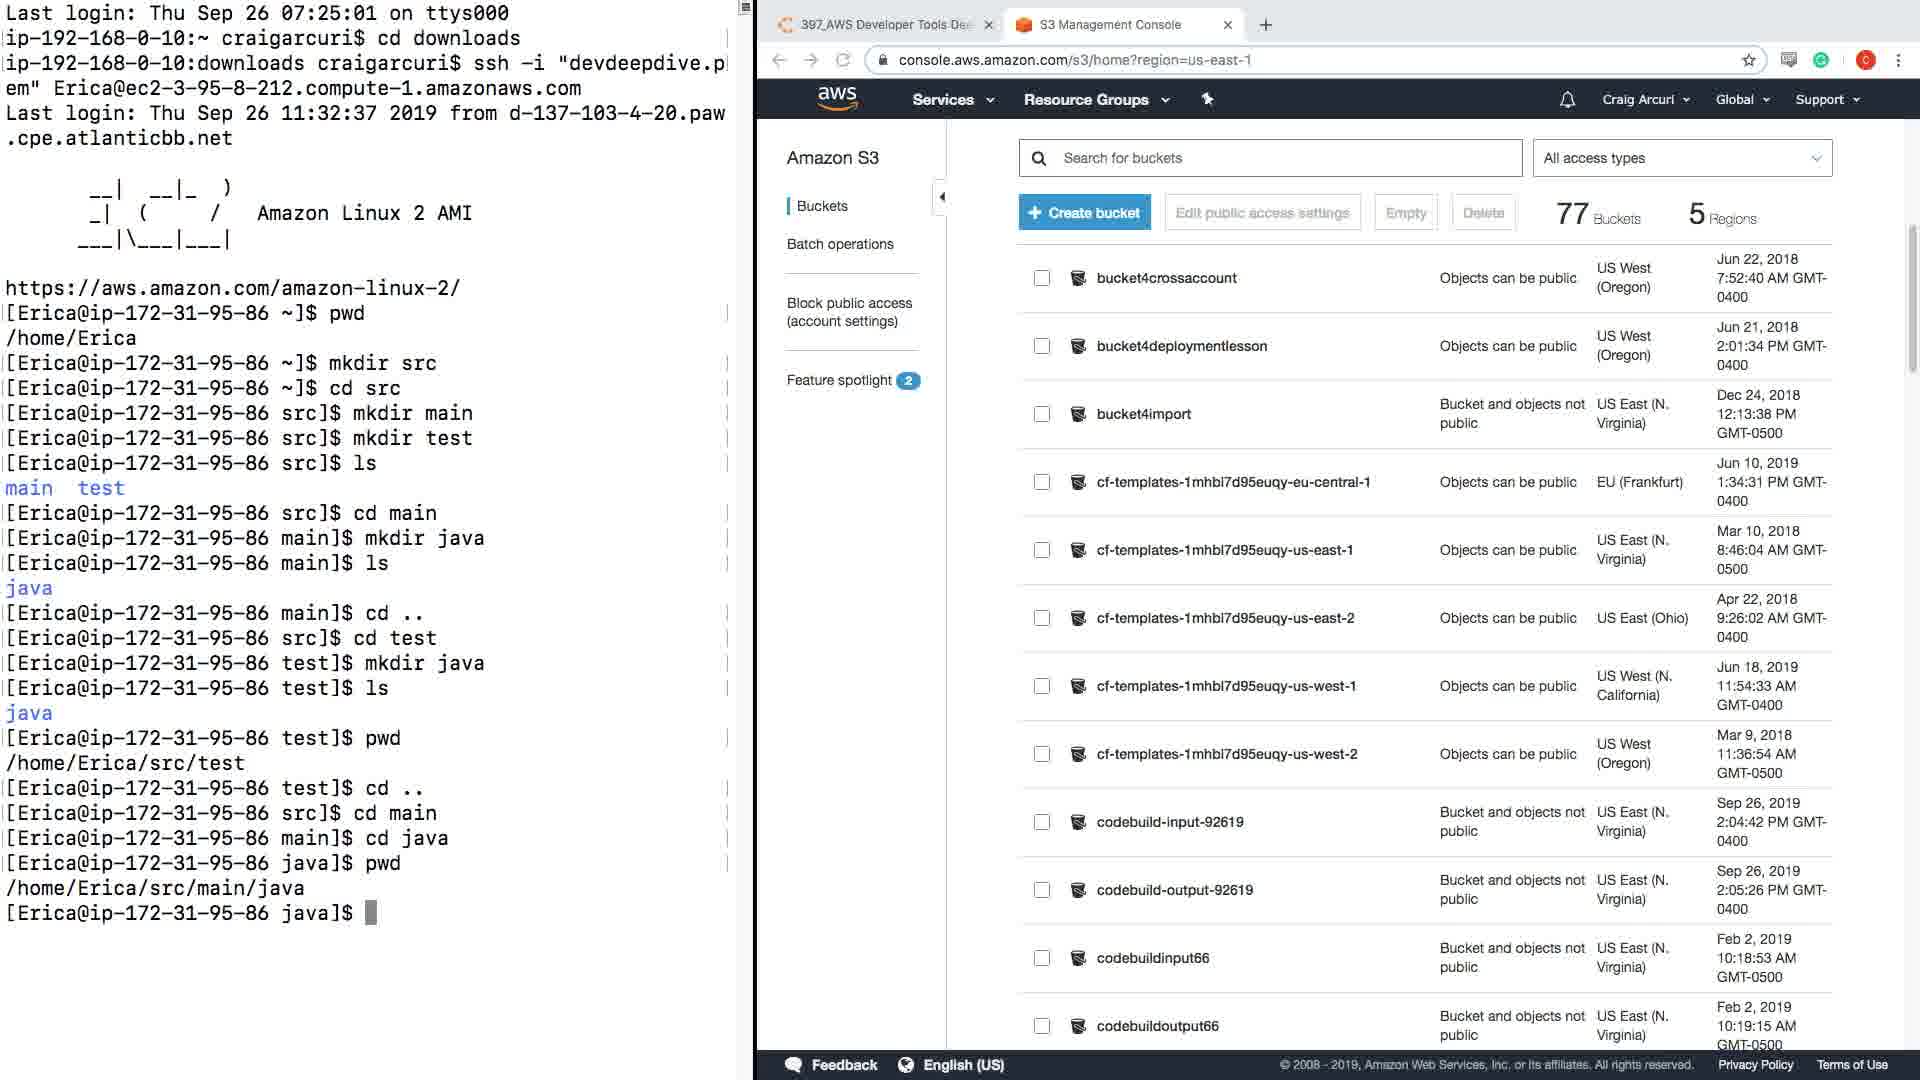 Last login: Thu Sep 26 07:25:01 on ttys000
ip-192-168-0-10:~ craigarcuri$ cd downloads
ip-192-168-0-10:downloads craigarcuri$ ssh -i "devdeepdive.p
em" Erica@ec2-3-95-8-212.compute-1.amazonaws.com
Last login: Thu Sep 26 11:32:37 2019 from d-137-103-4-20.paw
.cpe.atlanticbb.net
__|  __|_  )
_|  (     /   Amazon Linux 2 AMI
___|\___|___|
https://aws.amazon.com/amazon-linux-2/
[Erica@ip-172-31-95-86 ~]$ pwd
/home/Erica
[Erica@ip-172-31-95-86 ~]$ mkdir src
[Erica@ip-172-31-95-86 ~]$ cd src
[Erica@ip-172-31-95-86 src]$ mkdir main
[Erica@ip-172-31-95-86 src]$ mkdir test
[Erica@ip-172-31-95-86 src]$ ls
main  test
[Erica@ip-172-31-95-86 src]$ cd main
[Erica@ip-172-31-95-86 main]$ mkdir java
[Erica@ip-172-31-95-86 main]$ ls
java
[Erica@ip-172-31-95-86 main]$ cd ..
[Erica@ip-172-31-95-86 src]$ cd test
[Erica@ip-172-31-95-86 test]$ mkdir java
[Erica@ip-172-31-95-86 test]$ ls
java
[Erica@ip-172-31-95-86 test]$ pwd
/home/Erica/src/test
[Erica@ip-172-31-95-86 test]$ cd ..
[Erica@ip-172-31-95-86 src]$ cd main
[Erica@ip-172-31-95-86 main]$ cd java
[Erica@ip-172-31-95-86 java]$ pwd
/home/Erica/src/main/java
[Erica@ip-172-31-95-86 java]$
397_AWS Developer Tools Dee
S3 Management Console
console.aws.amazon.com/s3/home?region=us-east-1
C
aws
Services
Resource Groups
Craig Arcuri
Global
Support
Amazon S3
Buckets
Batch operations
Block public access
(account settings)
Feature spotlight 2
Search for buckets
All access types
+ Create bucket
Edit public access settings
Empty
Delete
77 Buckets
5 Regions
bucket4crossaccount
Objects can be public
US West
(Oregon)
Jun 22, 2018
7:52:40 AM GMT-
0400
bucket4deploymentlesson
Objects can be public
US West
(Oregon)
Jun 21, 2018
2:01:34 PM GMT-
0400
bucket4import
Bucket and objects not
public
US East (N.
Virginia)
Dec 24, 2018
12:13:38 PM
GMT-0500
cf-templates-1mhbl7d95euqy-eu-central-1
Objects can be public
EU (Frankfurt)
Jun 10, 2019
1:34:31 PM GMT-
0400
cf-templates-1mhbl7d95euqy-us-east-1
Objects can be public
US East (N.
Virginia)
Mar 10, 2018
8:46:04 AM GMT-
0500
cf-templates-1mhbl7d95euqy-us-east-2
Objects can be public
US East (Ohio)
Apr 22, 2018
9:26:02 AM GMT-
0400
cf-templates-1mhbl7d95euqy-us-west-1
Objects can be public
US West (N.
California)
Jun 18, 2019
11:54:33 AM
GMT-0400
cf-templates-1mhbl7d95euqy-us-west-2
Objects can be public
US West
(Oregon)
Mar 9, 2018
11:36:54 AM
GMT-0500
codebuild-input-92619
Bucket and objects not
public
US East (N.
Virginia)
Sep 26, 2019
2:04:42 PM GMT-
0400
codebuild-output-92619
Bucket and objects not
public
US East (N.
Virginia)
Sep 26, 2019
2:05:26 PM GMT-
0400
codebuildinput66
Bucket and objects not
public
US East (N.
Virginia)
Feb 2, 2019
10:18:53 AM
GMT-0500
codebuildoutput66
Bucket and objects not
public
US East (N.
Virginia)
Feb 2, 2019
10:19:15 AM
GMT-0500
Feedback
English (US)
© 2008 - 2019, Amazon Web Services, Inc. or its affiliates. All rights reserved.
Privacy Policy
Terms of Use